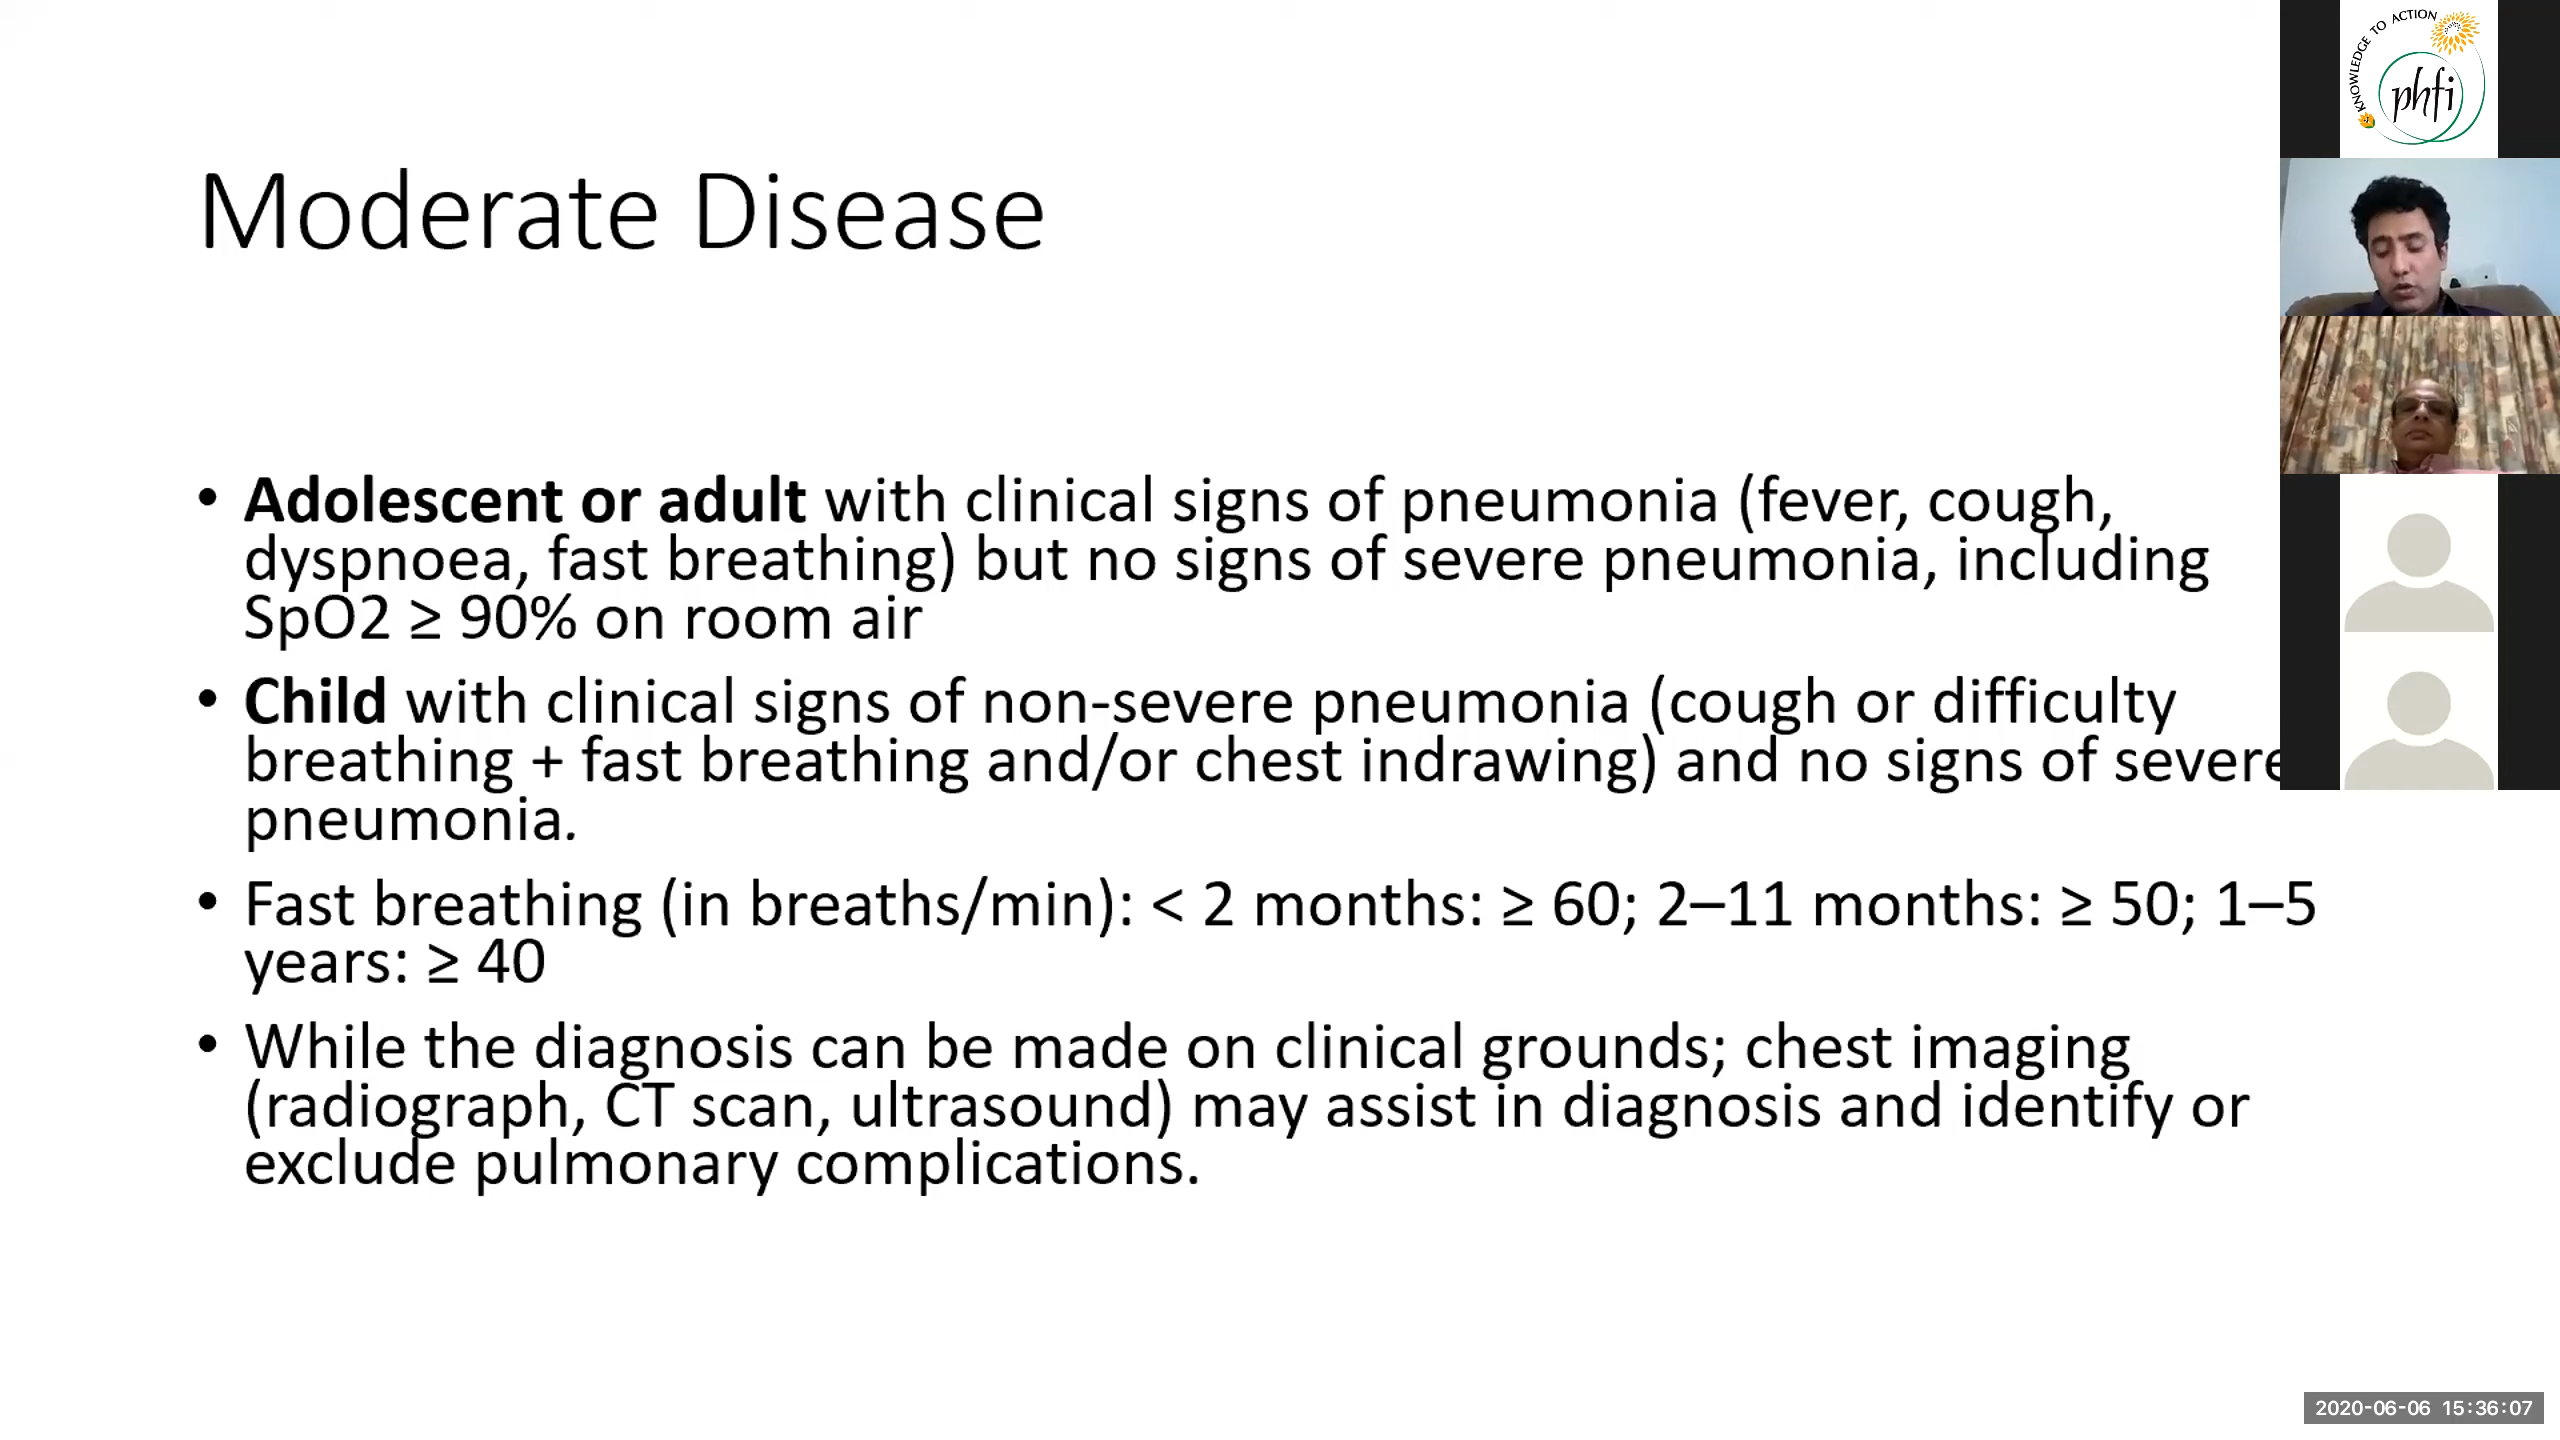 Moderate Disease
• Adolescent or adult with clinical signs of pneumonia (fever, cough,
dyspnoea, fast breathing) but no signs of severe pneumonia, including
SpO2 ≥ 90% on room air
• Child with clinical signs of non-severe pneumonia (cough or difficulty
breathing + fast breathing and/or chest indrawing) and no signs of severe
pneumonia.
• Fast breathing (in breaths/min): < 2 months: ≥ 60; 2–11 months: ≥ 50; 1–5
years: ≥ 40
• While the diagnosis can be made on clinical grounds; chest imaging
(radiograph, CT scan, ultrasound) may assist in diagnosis and identify or
exclude pulmonary complications.
KNOWLEDGE TO ACTION
phfi
2020-06-06 15:36:07